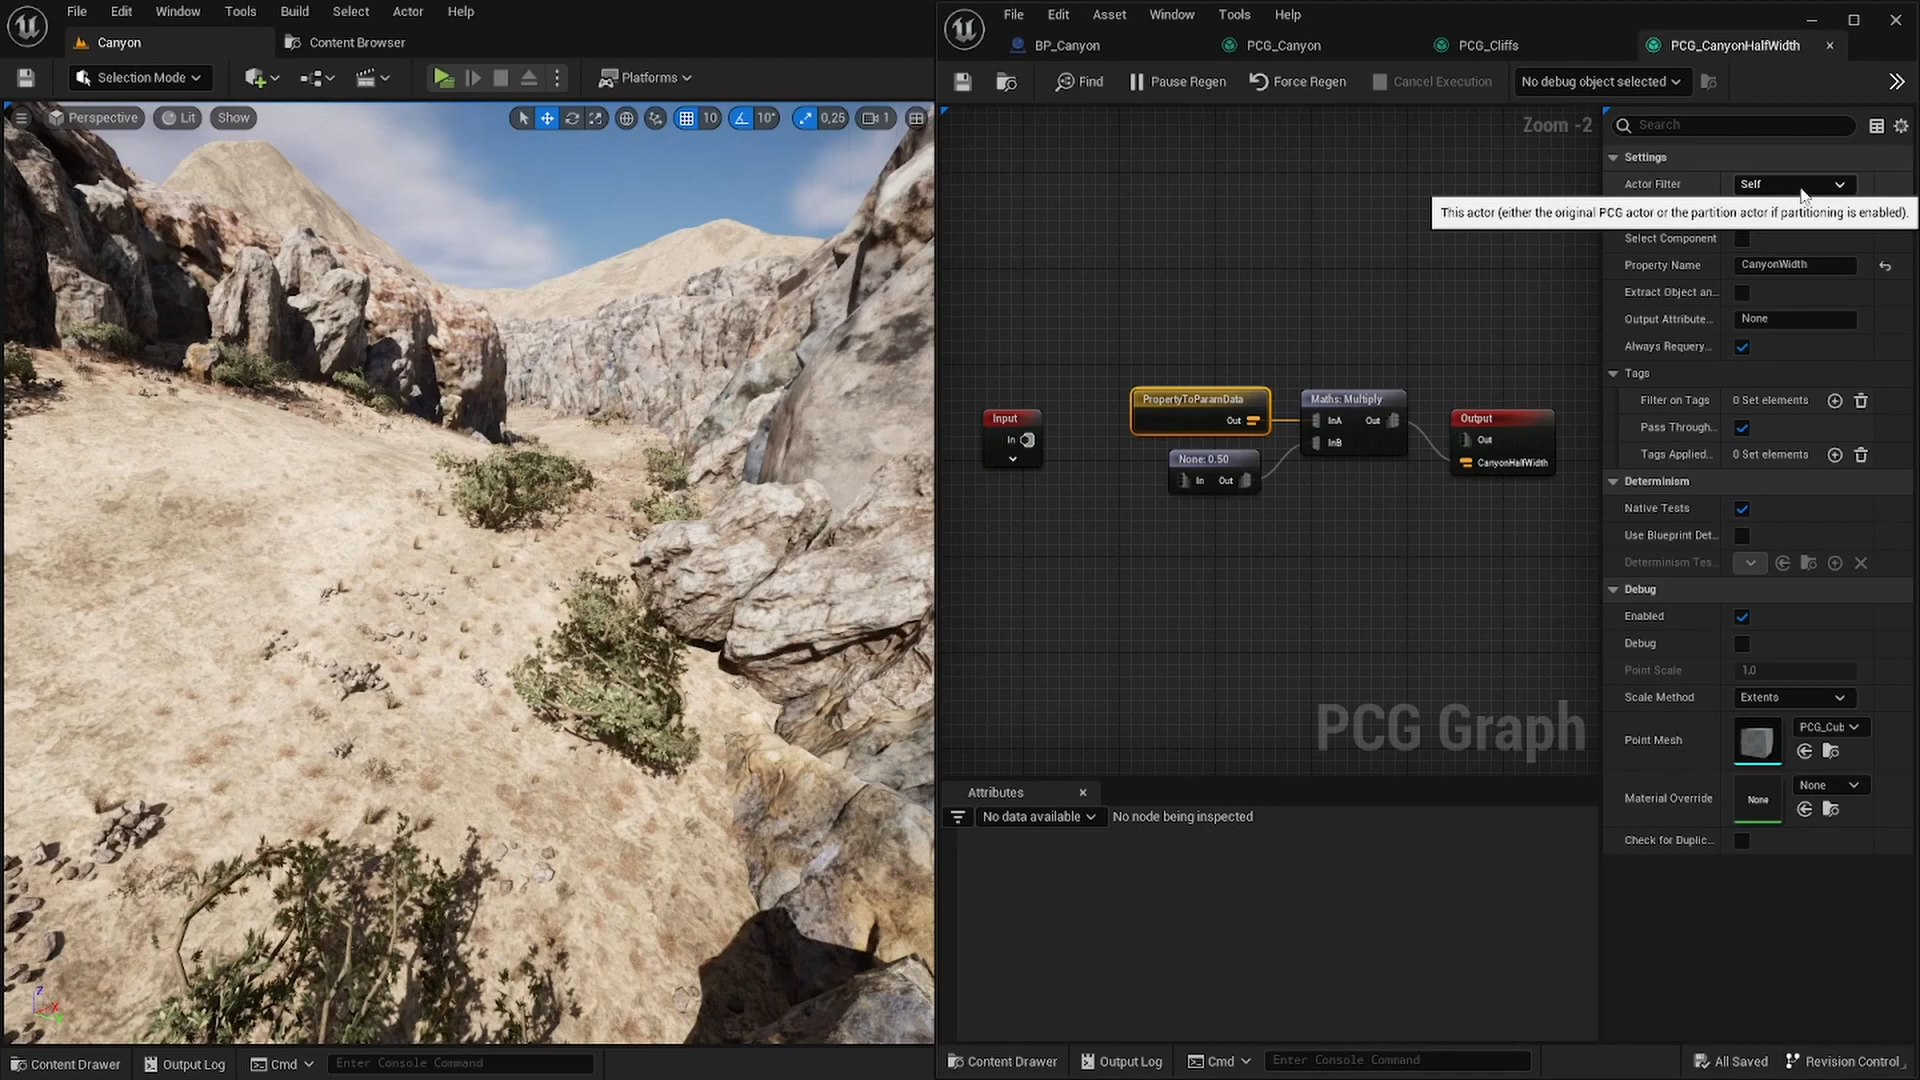 File Edit Window Tools Build Select Actor Help
Canyon
Content Browser
Selection Mode
Platforms
Perspective
Lit
Show
10
10°
0,25
1
File Edit Asset Window Tools Help
BP_Canyon
PCG_Canyon
PCG_Cliffs
PCG_CanyonHalfWidth
Find
Pause Regen
Force Regen
Cancel Execution
No debug object selected
Zoom -2
Search
Settings
Actor Filter
Self
This actor (either the original PCG actor or the partition actor if partitioning is enabled).
Select Component
Property Name
CanyonWidth
Extract Object an...
Output Attribute...
None
Always Requery...
Tags
Filter on Tags
0 Set elements
Pass Through...
Tags Applied...
0 Set elements
Determinism
Native Tests
Use Blueprint Det...
Determinism Tes...
Debug
Enabled
Debug
Point Scale
1,0
Scale Method
Extents
Point Mesh
PCG_Cub
Material Override
None
None
Check for Duplic...
Input
In
PropertyToParamData
Out
None: 0.50
In Out
Maths: Multiply
InA Out
InB
Output
Out
CanyonHalfWidth
PCG Graph
Attributes
No data available
No node being inspected
Z
X
Content Drawer
Output Log
Cmd
Enter Console Command
Content Drawer
Output Log
Cmd
Enter Console Command
All Saved
Revision Control